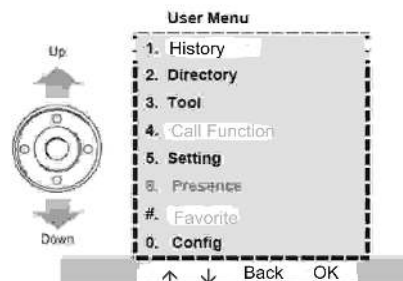 User Menu
Up
1. History
2. Directory
3. Tool
4. Call Function
5. Setting
6. Presence
#. Favorite
0. Config
Down
↑ ↓ Back OK